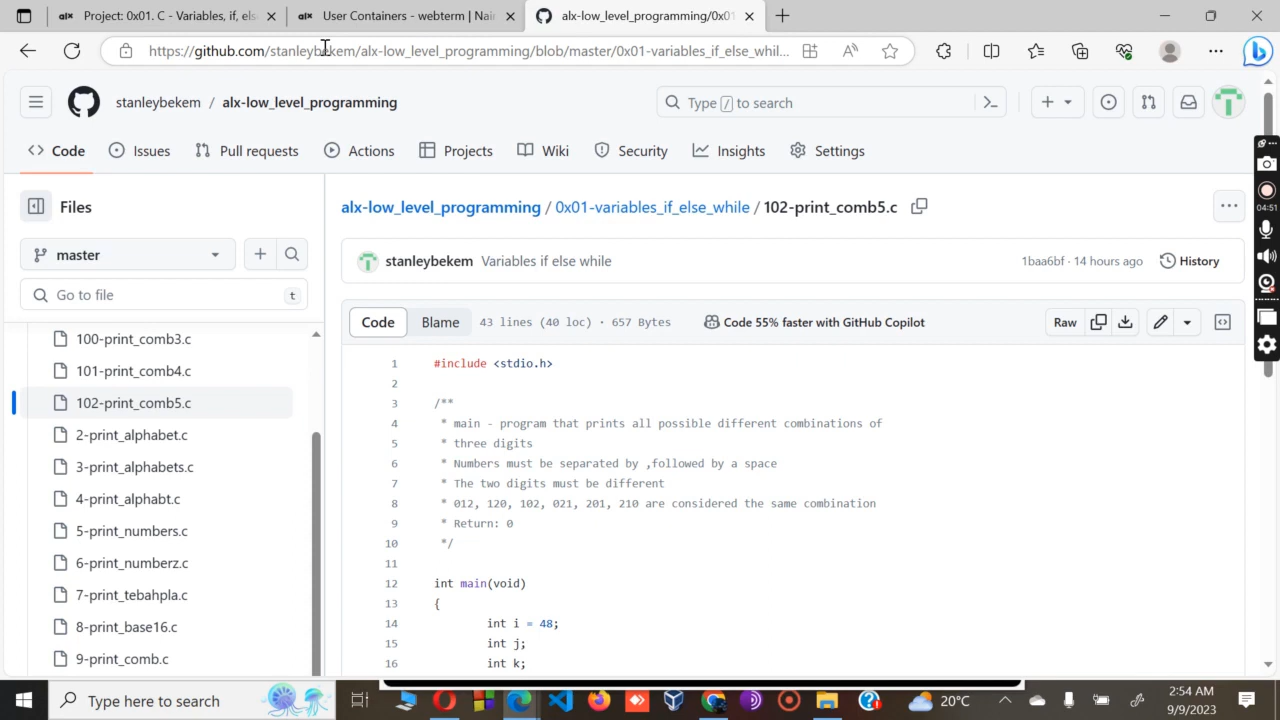 alx Project: 0x01. C - Variables, if, els
alx User Containers - webterm | Nai
alx-low_level_programming/0x01
https://github.com/stanleybekem/alx-low_level_programming/blob/master/0x01-variables_if_else_whil...
stanleybekem / alx-low_level_programming
Type / to search
Code
Issues
Pull requests
Actions
Projects
Wiki
Security
Insights
Settings
04:51
Files
alx-low_level_programming / 0x01-variables_if_else_while / 102-print_comb5.c
master
stanleybekem Variables if else while
1baa6bf · 14 hours ago
History
Go to file
t
Code
Blame
43 lines (40 loc) · 657 Bytes
Code 55% faster with GitHub Copilot
Raw
100-print_comb3.c
101-print_comb4.c
102-print_comb5.c
2-print_alphabet.c
3-print_alphabets.c
4-print_alphabt.c
5-print_numbers.c
6-print_numberz.c
7-print_tebahpla.c
8-print_base16.c
9-print_comb.c
1 #include <stdio.h>
2
3 /**
4 * main - program that prints all possible different combinations of
5 * three digits
6 * Numbers must be separated by ,followed by a space
7 * The two digits must be different
8 * 012, 120, 102, 021, 201, 210 are considered the same combination
9 * Return: 0
10 */
11
12 int main(void)
13 {
14 int i = 48;
15 int j;
16 int k;
Type here to search
20°C
2:54 AM
9/9/2023